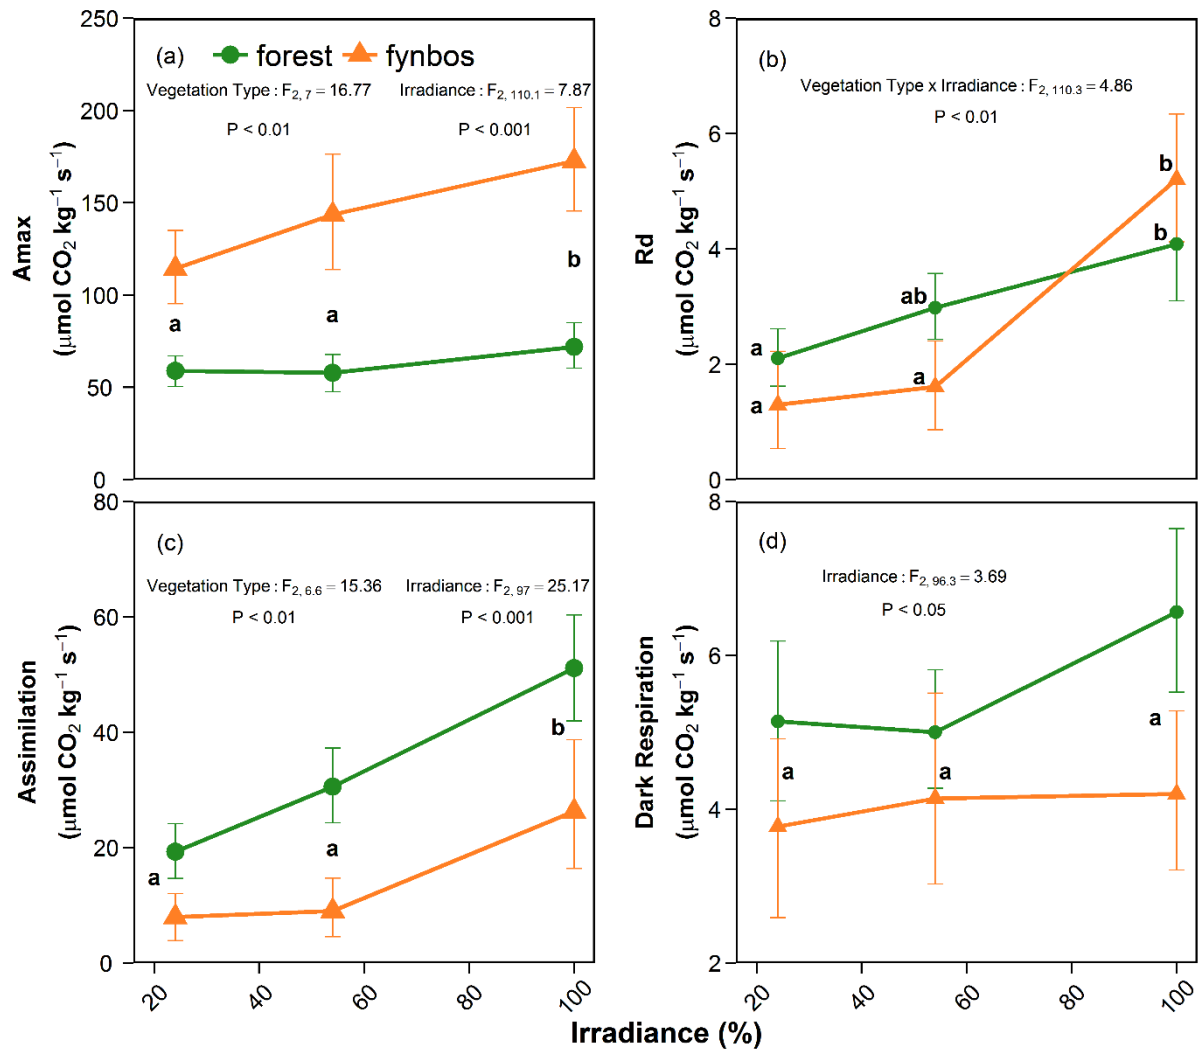 (a) forest fynbos
Vegetation Type : F2, 7 = 16.77 Irradiance : F2, 110.1 = 7.87
P < 0.01 P < 0.001
Amax
(μmol CO2 kg−1 s−1)
250
200
150
100
50
0
a
a
b
(b)
Vegetation Type x Irradiance : F2, 110.3 = 4.86
P < 0.01
Rd
(μmol CO2 kg−1 s−1)
8
6
4
2
0
a
ab
b
a
a
b
(c)
Vegetation Type : F2, 6.6 = 15.36 Irradiance : F2, 97 = 25.17
P < 0.01 P < 0.001
Assimilation
(μmol CO2 kg−1 s−1)
80
60
40
20
0
a
a
b
20 40 60 80 100
(d)
Irradiance : F2, 96.3 = 3.69
P < 0.05
Dark Respiration
(μmol CO2 kg−1 s−1)
8
6
4
2
a
a
a
20 40 60 80 100
Irradiance (%)